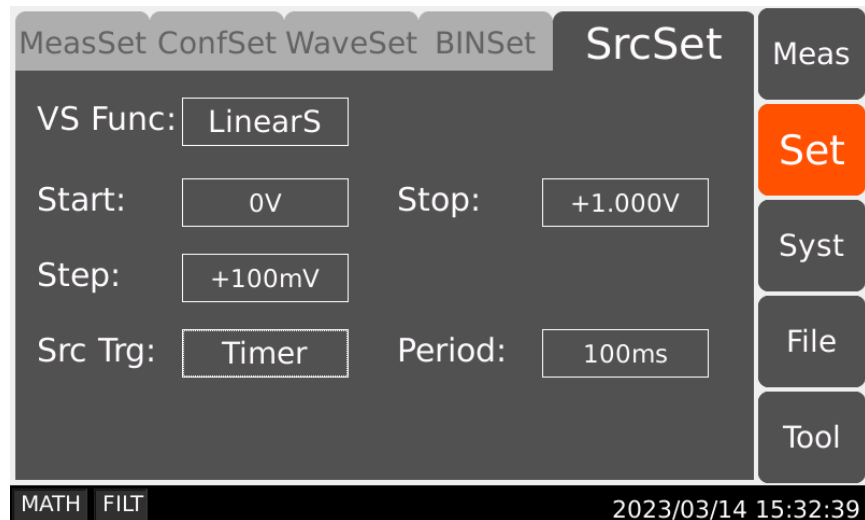 MeasSet ConfSet WaveSet BINSet SrcSet
Meas
VS Func: LinearS
Set
Start: 0V Stop: +1.000V
Syst
Step: +100mV
Src Trg: Timer Period: 100ms
File
Tool
MATH FILT 2023/03/14 15:32:39